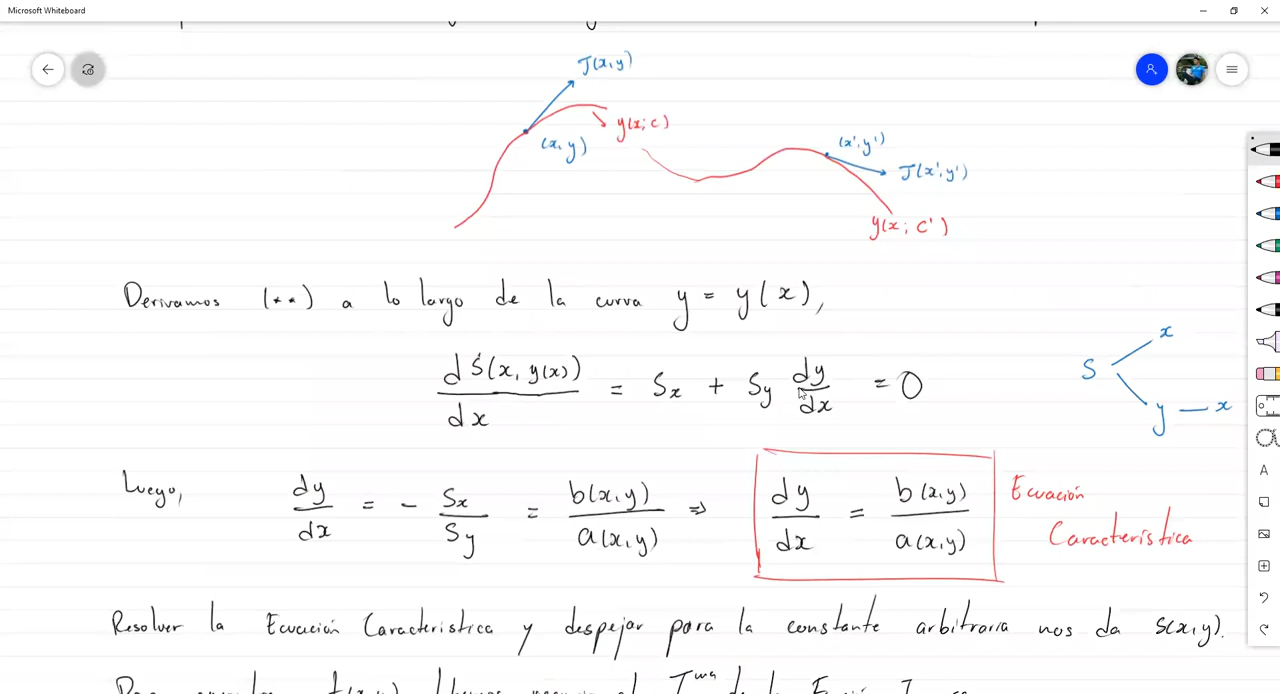 Microsoft Whiteboard
J(x,y)
y(x;c)
(x,y)
(x',y')
J(x',y')
y(x; c')
Derivamos (**) a lo largo de la curva y = y(x),
dS(x, y(x))/dx = Sx + Sy dy/dx = 0
S
x
y — x
Luego, dy/dx = - Sx/Sy = b(x,y)/a(x,y) ⇒ dy/dx = b(x,y)/a(x,y)
Ecuación
Característica
Resolver la Ecuación Característica y despejar para la constante arbitraria nos da S(x,y).